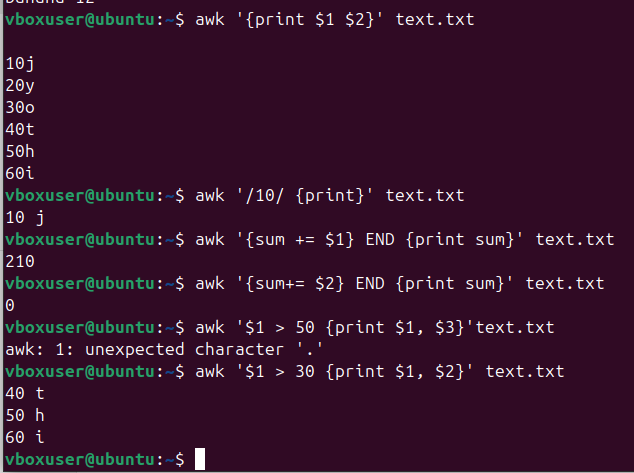 banana 12
vboxuser@ubuntu:~$ awk '{print $1 $2}' text.txt
10j
20y
30o
40t
50h
60i
vboxuser@ubuntu:~$ awk '/10/ {print}' text.txt
10 j
vboxuser@ubuntu:~$ awk '{sum += $1} END {print sum}' text.txt
210
vboxuser@ubuntu:~$ awk '{sum+= $2} END {print sum}' text.txt
0
vboxuser@ubuntu:~$ awk '$1 > 50 {print $1, $3}'text.txt
awk: 1: unexpected character '.'
vboxuser@ubuntu:~$ awk '$1 > 30 {print $1, $2}' text.txt
40 t
50 h
60 i
vboxuser@ubuntu:~$